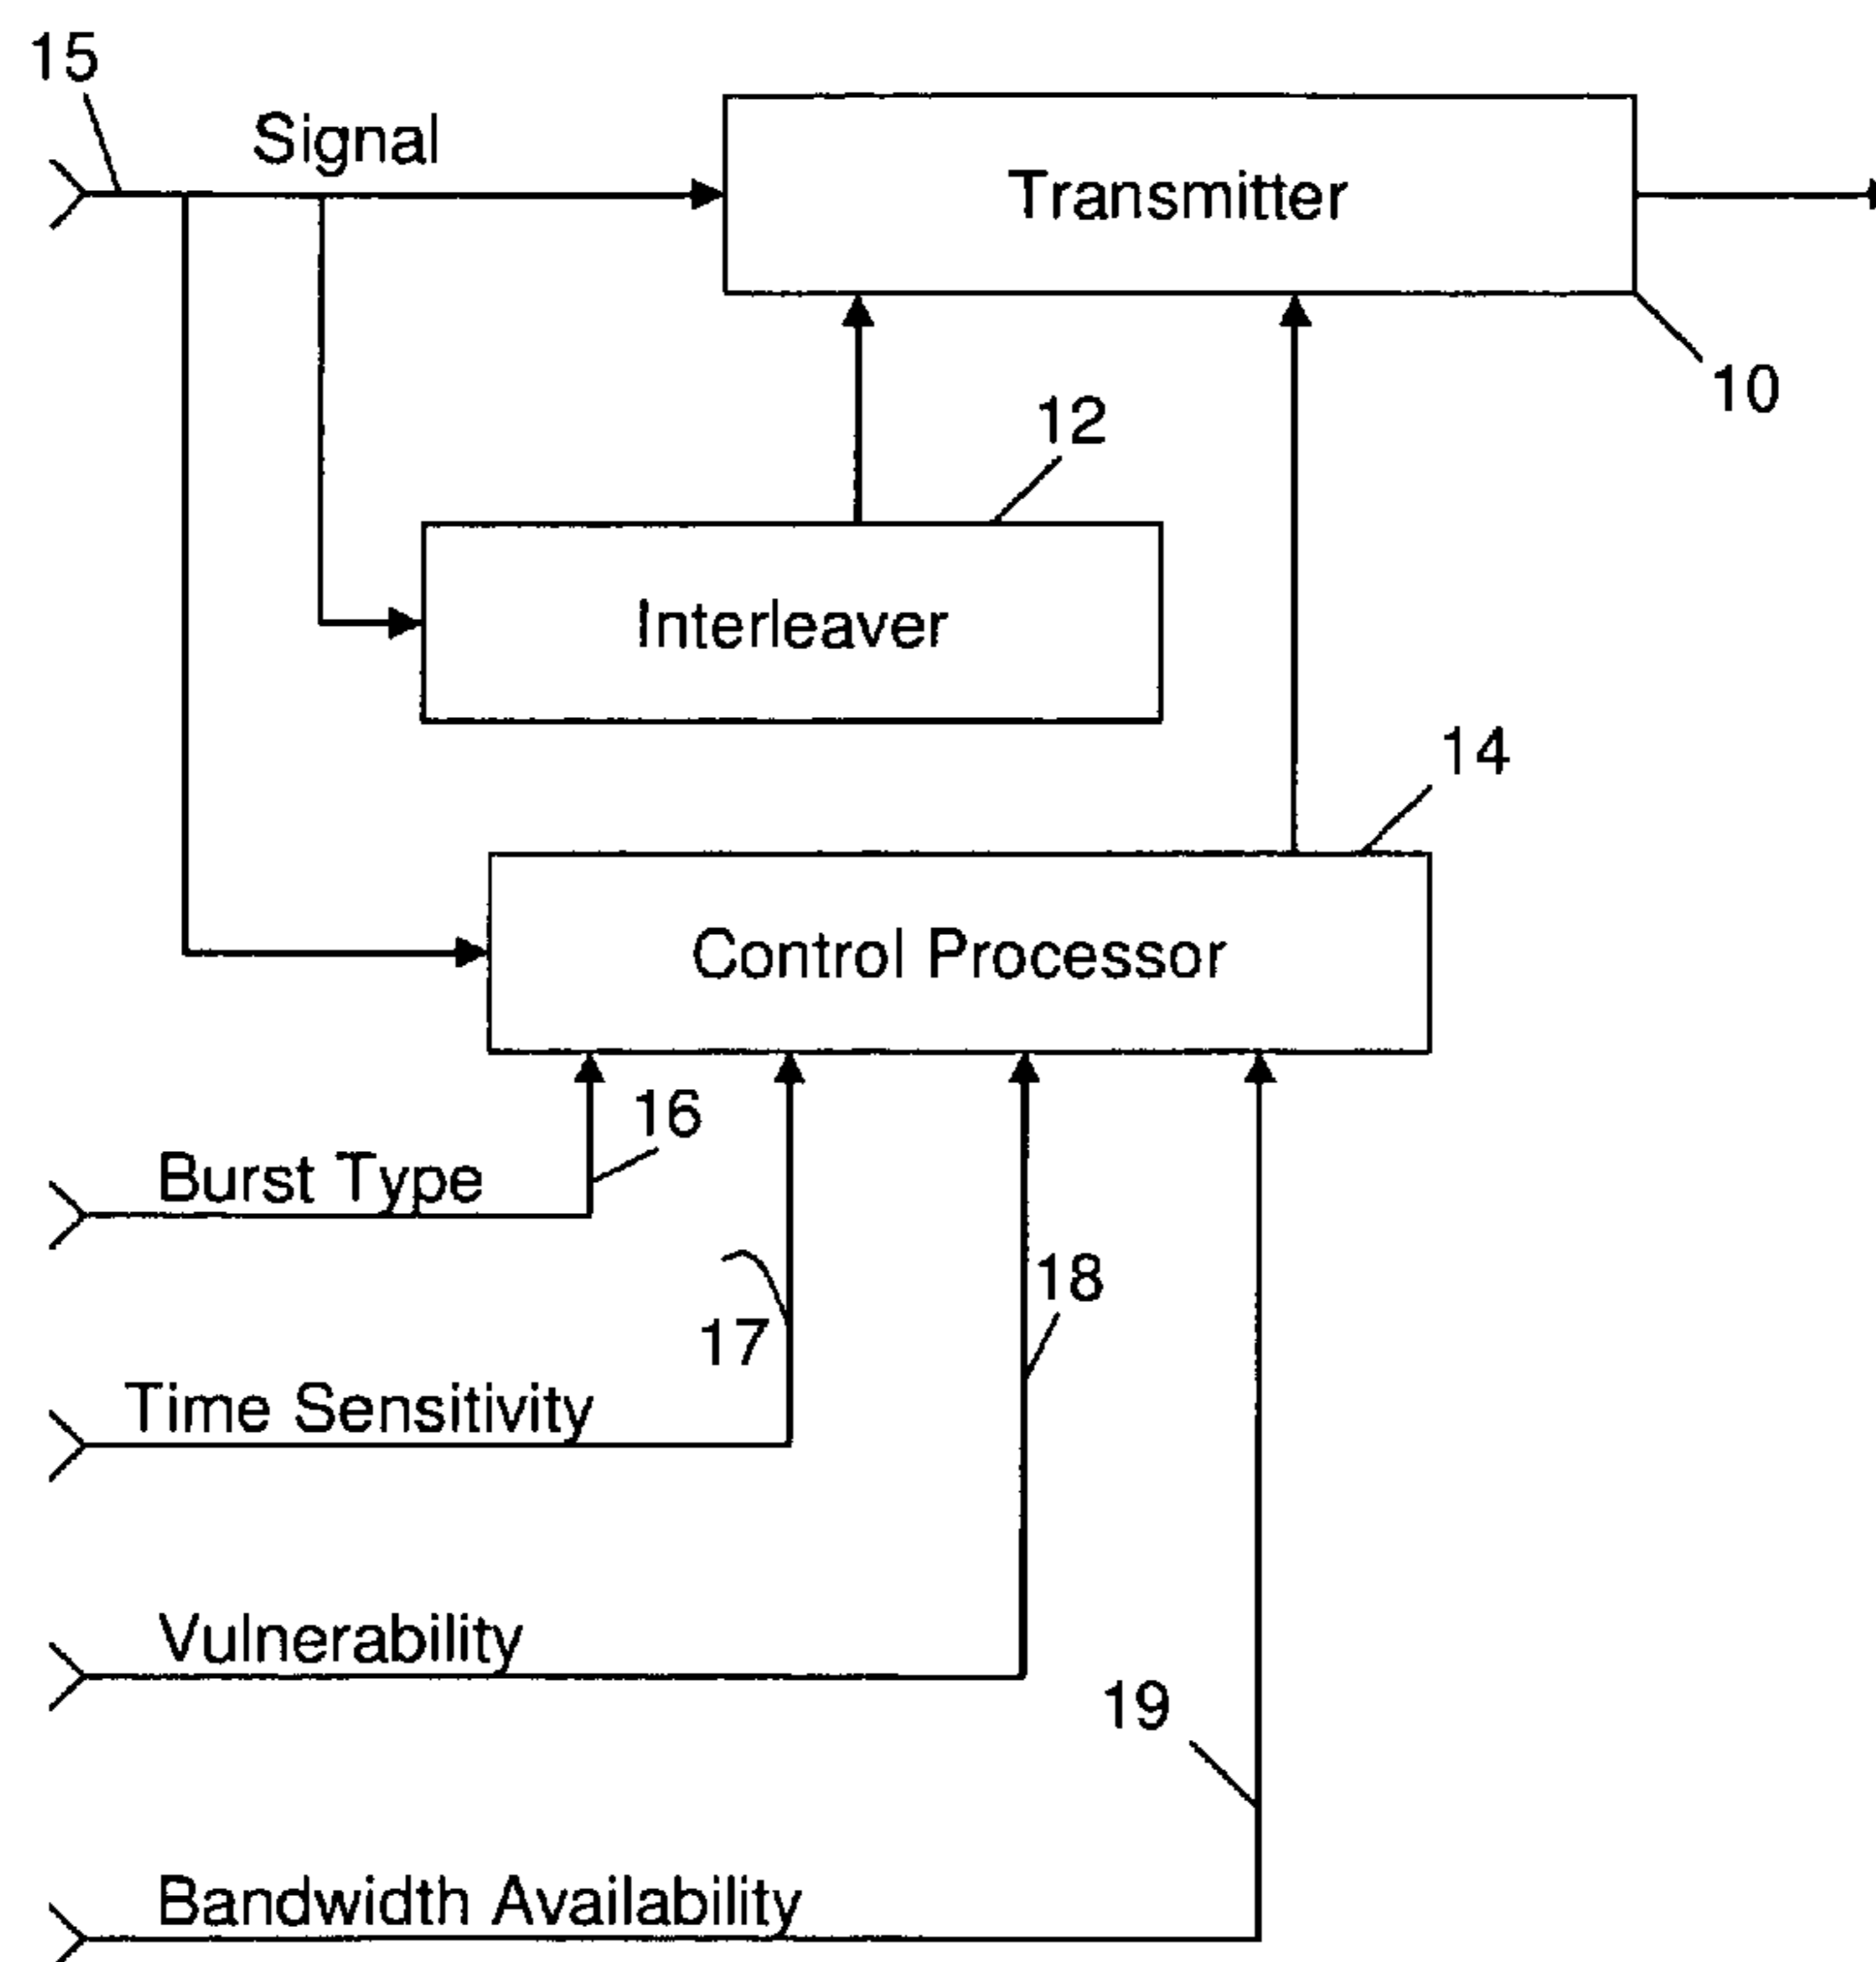 15
Signal
Transmitter
10
12
Interleaver
14
Control Processor
16
Burst Type
18
17
Time Sensitivity
Vulnerability
19
Bandwidth Availability